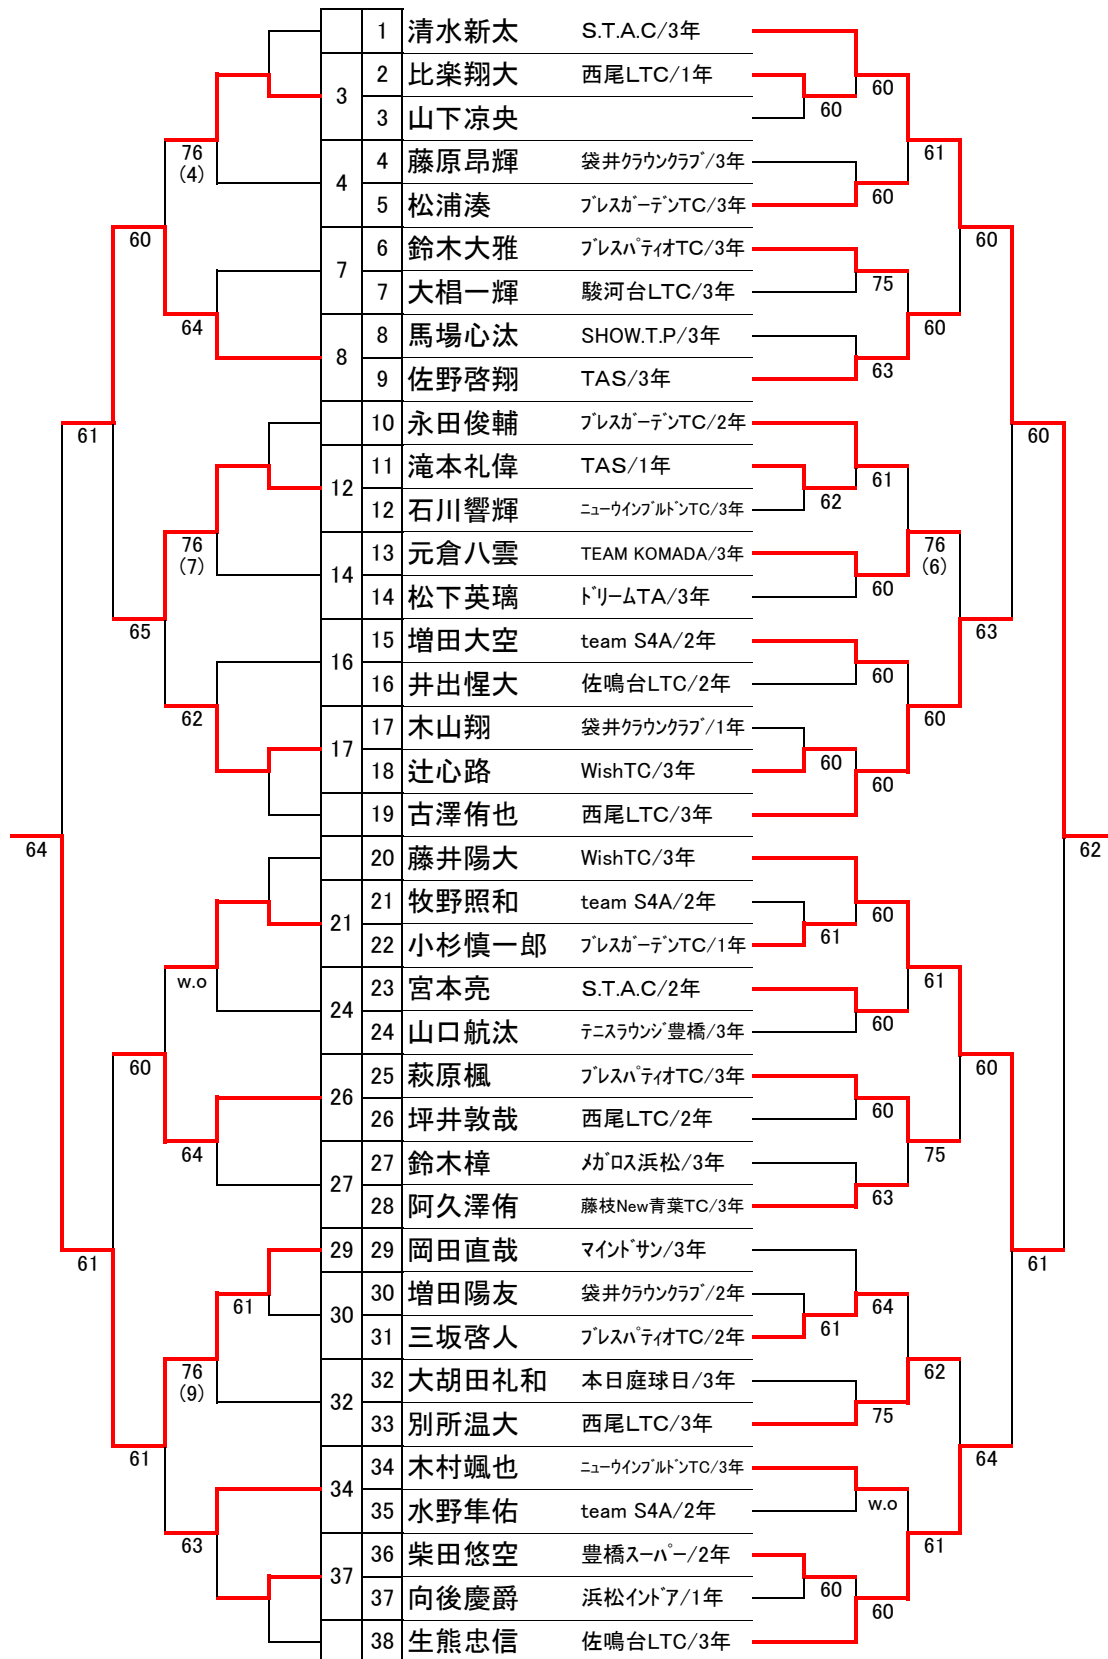 1 清水新太 S.T.A.C/3年
2 比楽翔大 西尾LTC/1年
3
60
60
3 山下凉央
76
(4)
61
4 藤原昂輝 袋井クラウンクラブ/3年
4
60
5 松浦湊 ブレスガーデンTC/3年
60
60
6 鈴木大雅 ブレスパティオTC/3年
7
75
7 大椙一輝 駿河台LTC/3年
64
60
8 馬場心汰 SHOW.T.P/3年
8
63
9 佐野啓翔 TAS/3年
61
60
10 永田俊輔 ブレスガーデンTC/2年
11 滝本礼偉 TAS/1年
61
12
62
12 石川響輝 ニューウインブルドンTC/3年
76
(7)
76
(6)
13 元倉八雲 TEAM KOMADA/3年
14
60
14 松下英璃 ドリームTA/3年
65
63
15 増田大空 team S4A/2年
16
60
16 井出惺大 佐鳴台LTC/2年
62
60
17 木山翔 袋井クラウンクラブ/1年
17
60
18 辻心路 WishTC/3年
60
19 古澤侑也 西尾LTC/3年
64
62
20 藤井陽大 WishTC/3年
21 牧野照和 team S4A/2年
60
21
61
22 小杉慎一郎 ブレスガーデンTC/1年
w.o
61
23 宮本亮 S.T.A.C/2年
24
60
24 山口航汰 テニスラウンジ豊橋/3年
60
60
25 萩原楓 ブレスパティオTC/3年
26
60
26 坪井敦哉 西尾LTC/2年
64
75
27 鈴木樟 メガロス浜松/3年
27
63
28 阿久澤侑 藤枝New青葉TC/3年
61
61
29 29 岡田直哉 マインドサン/3年
30 増田陽友 袋井クラウンクラブ/2年
61
30
61
64
31 三坂啓人 ブレスパティオTC/2年
76
(9)
62
32 大胡田礼和 本日庭球日/3年
32
75
33 別所温大 西尾LTC/3年
61
64
34 木村颯也 ニューウインブルドンTC/3年
34
w.o
35 水野隼佑 team S4A/2年
63
61
36 柴田悠空 豊橋スーパー/2年
37
60
37 向後慶爵 浜松インドア/1年
60
38 生熊忠信 佐鳴台LTC/3年